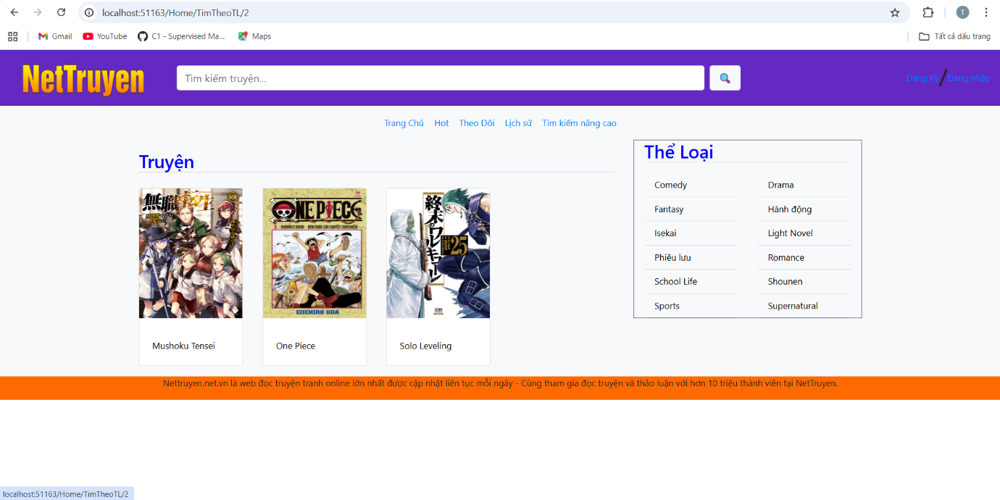 localhost:51163/Home/TimTheoTL/2
T
Gmail
YouTube
C1 - Supervised Ma...
Maps
Tất cả dấu trang
NetTruyen
Tìm kiếm truyện...
Đăng Ký/Đăng nhập
Trang Chủ
Hot
Theo Dõi
Lịch sử
Tìm kiếm nâng cao
Truyện
無職転生
ONE PIECE
EIICHIRO ODA
終末のワルキューレ
25
Mushoku Tensei
One Piece
Solo Leveling
Thể Loại
Comedy
Drama
Fantasy
Hành động
Isekai
Light Novel
Phiêu lưu
Romance
School Life
Shounen
Sports
Supernatural
Nettruyen.net.vn là web đọc truyện tranh online lớn nhất được cập nhật liên tục mỗi ngày - Cùng tham gia đọc truyện và thảo luận với hơn 10 triệu thành viên tại NetTruyen.
localhost:51163/Home/TimTheoTL/2